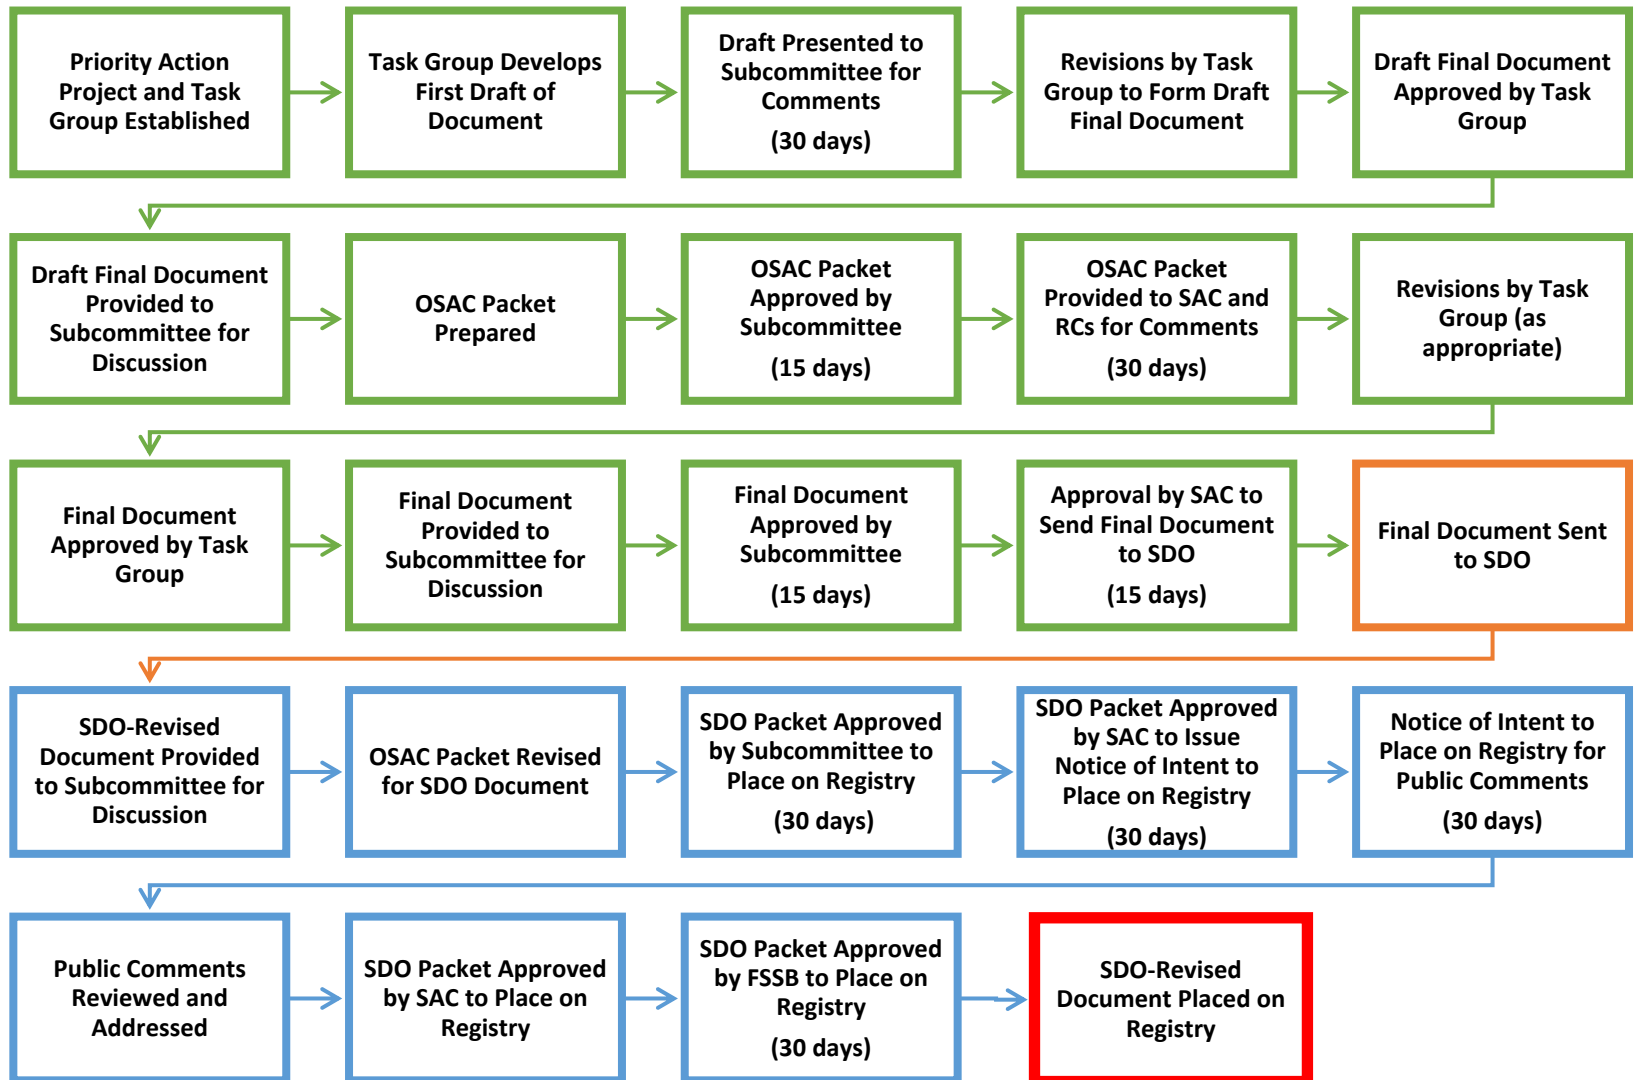 Priority Action
Project and Task
Group Established
Task Group Develops
First Draft of
Document
Draft Presented to
Subcommittee for
Comments
(30 days)
Revisions by Task
Group to Form Draft
Final Document
Draft Final Document
Approved by Task
Group
Draft Final Document
Provided to
Subcommittee for
Discussion
OSAC Packet
Prepared
OSAC Packet
Approved by
Subcommittee
(15 days)
OSAC Packet
Provided to SAC and
RCs for Comments
(30 days)
Revisions by Task
Group (as
appropriate)
Final Document
Approved by Task
Group
Final Document
Provided to
Subcommittee for
Discussion
Final Document
Approved by
Subcommittee
(15 days)
Approval by SAC to
Send Final Document
to SDO
(15 days)
Final Document Sent
to SDO
SDO-Revised
Document Provided
to Subcommittee for
Discussion
OSAC Packet Revised
for SDO Document
SDO Packet Approved
by Subcommittee to
Place on Registry
(30 days)
SDO Packet Approved
by SAC to Issue
Notice of Intent to
Place on Registry
(30 days)
Notice of Intent to
Place on Registry for
Public Comments
(30 days)
Public Comments
Reviewed and
Addressed
SDO Packet Approved
by SAC to Place on
Registry
SDO Packet Approved
by FSSB to Place on
Registry
(30 days)
SDO-Revised
Document Placed on
Registry